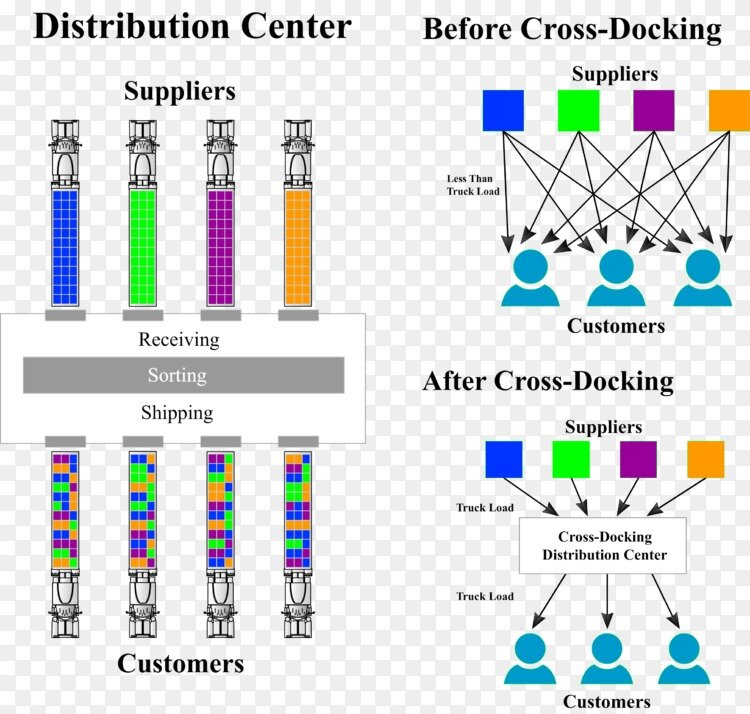 Distribution Center
Suppliers
Receiving
Sorting
Shipping
Customers
Before Cross-Docking
Suppliers
Less Than
Truck Load
Customers
After Cross-Docking
Suppliers
Truck Load
Cross-Docking
Distribution Center
Truck Load
Customers